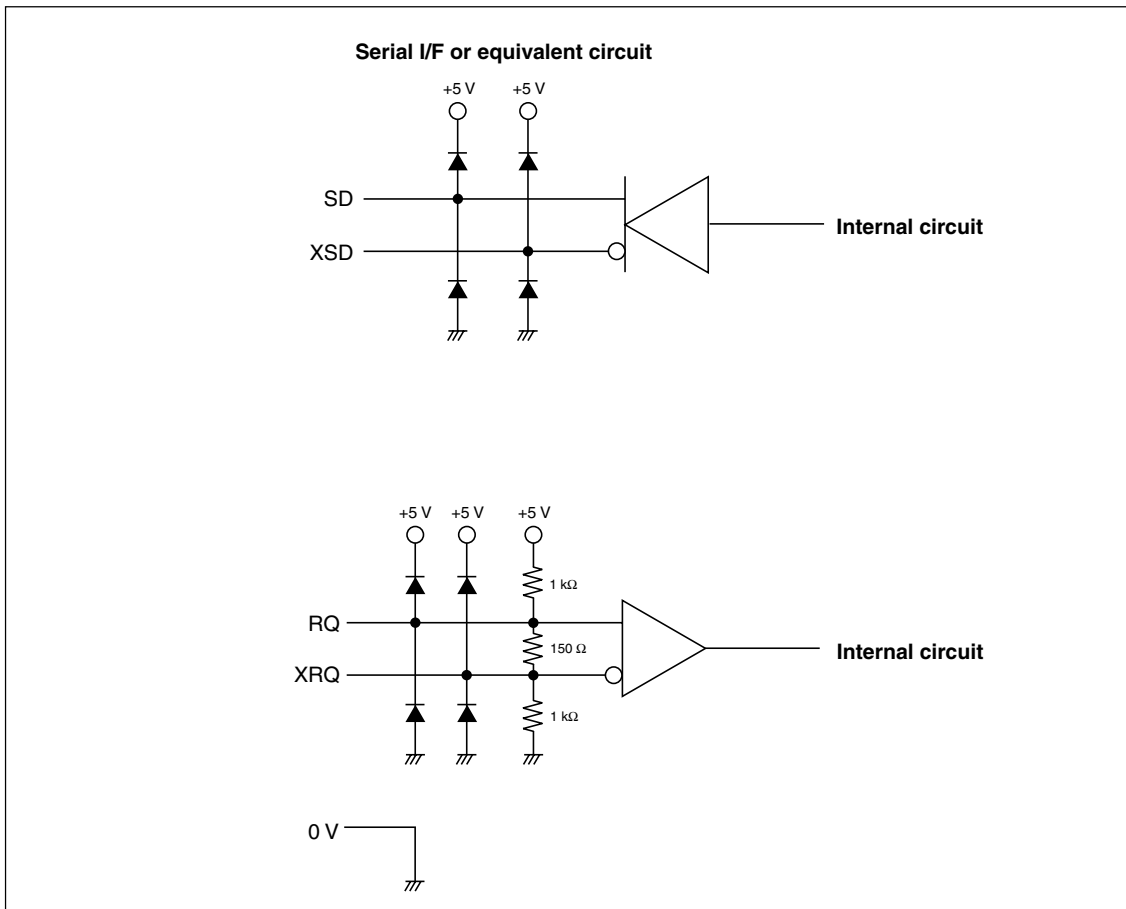 Serial I/F or equivalent circuit
+5 V +5 V
SD
XSD
Internal circuit
+5 V +5 V +5 V
1 kΩ
RQ
150 Ω
XRQ
Internal circuit
1 kΩ
0 V